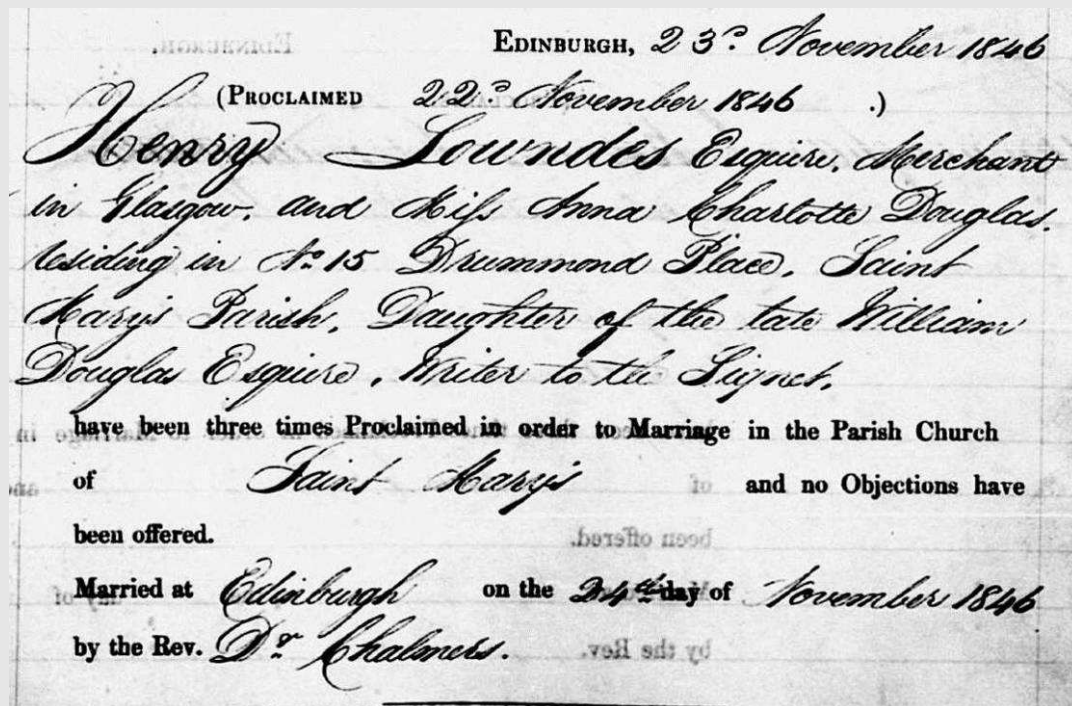 EDINBURGH, 23d. November 1846
(PROCLAIMED 22d. November 1846 .)
Henry Lowndes Esquire, Merchant
in Glasgow, and Miss Anna Charlotte Douglas,
residing in No. 15 Drummond Place, Saint
Mary's Parish, Daughter of the late William
Douglas Esquire, Writer to the Signet,
have been three times Proclaimed in order to Marriage in the Parish Church
of Saint Mary's and no Objections have
been offered.
Married at Edinburgh on the 24th day of November 1846
by the Rev. Dr Chalmers.